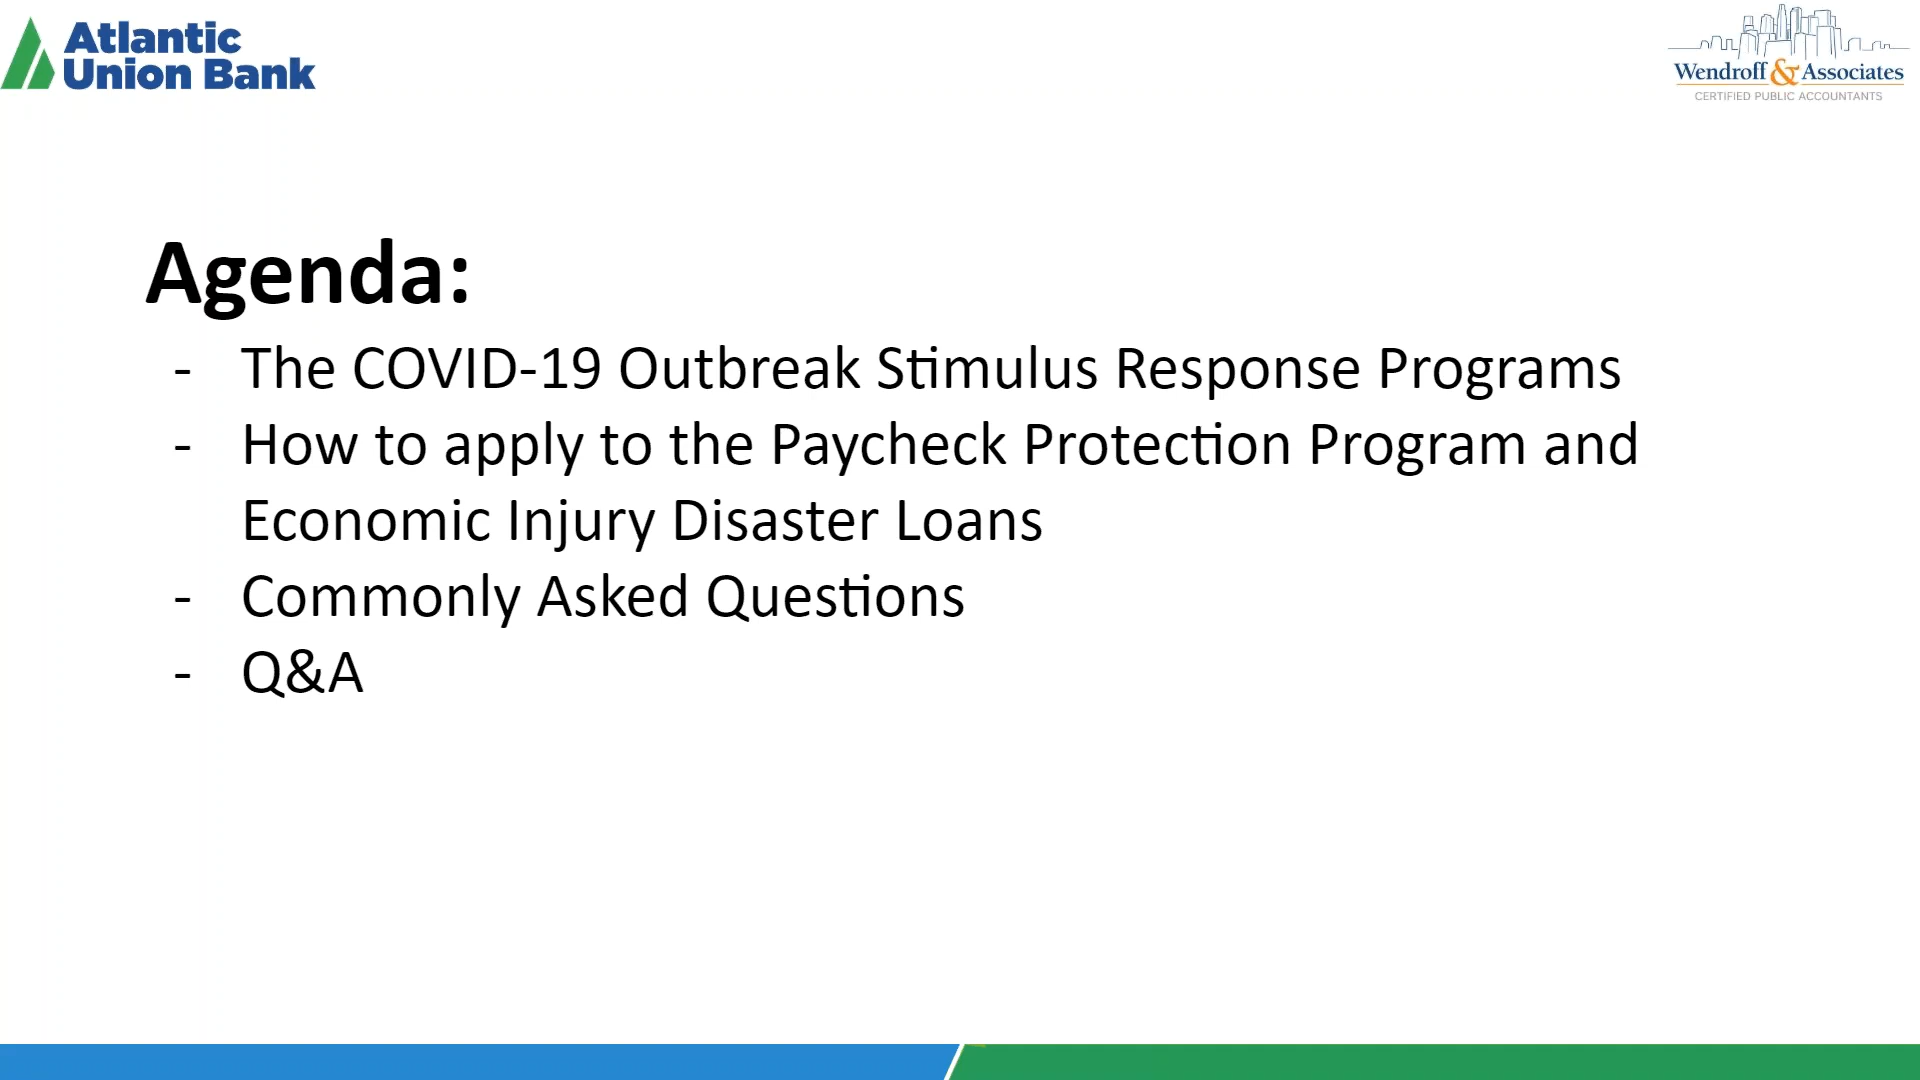 Atlantic
Union Bank
Wendroff & Associates
CERTIFIED PUBLIC ACCOUNTANTS
Agenda:
- The COVID-19 Outbreak Stimulus Response Programs
- How to apply to the Paycheck Protection Program and
Economic Injury Disaster Loans
- Commonly Asked Questions
- Q&A